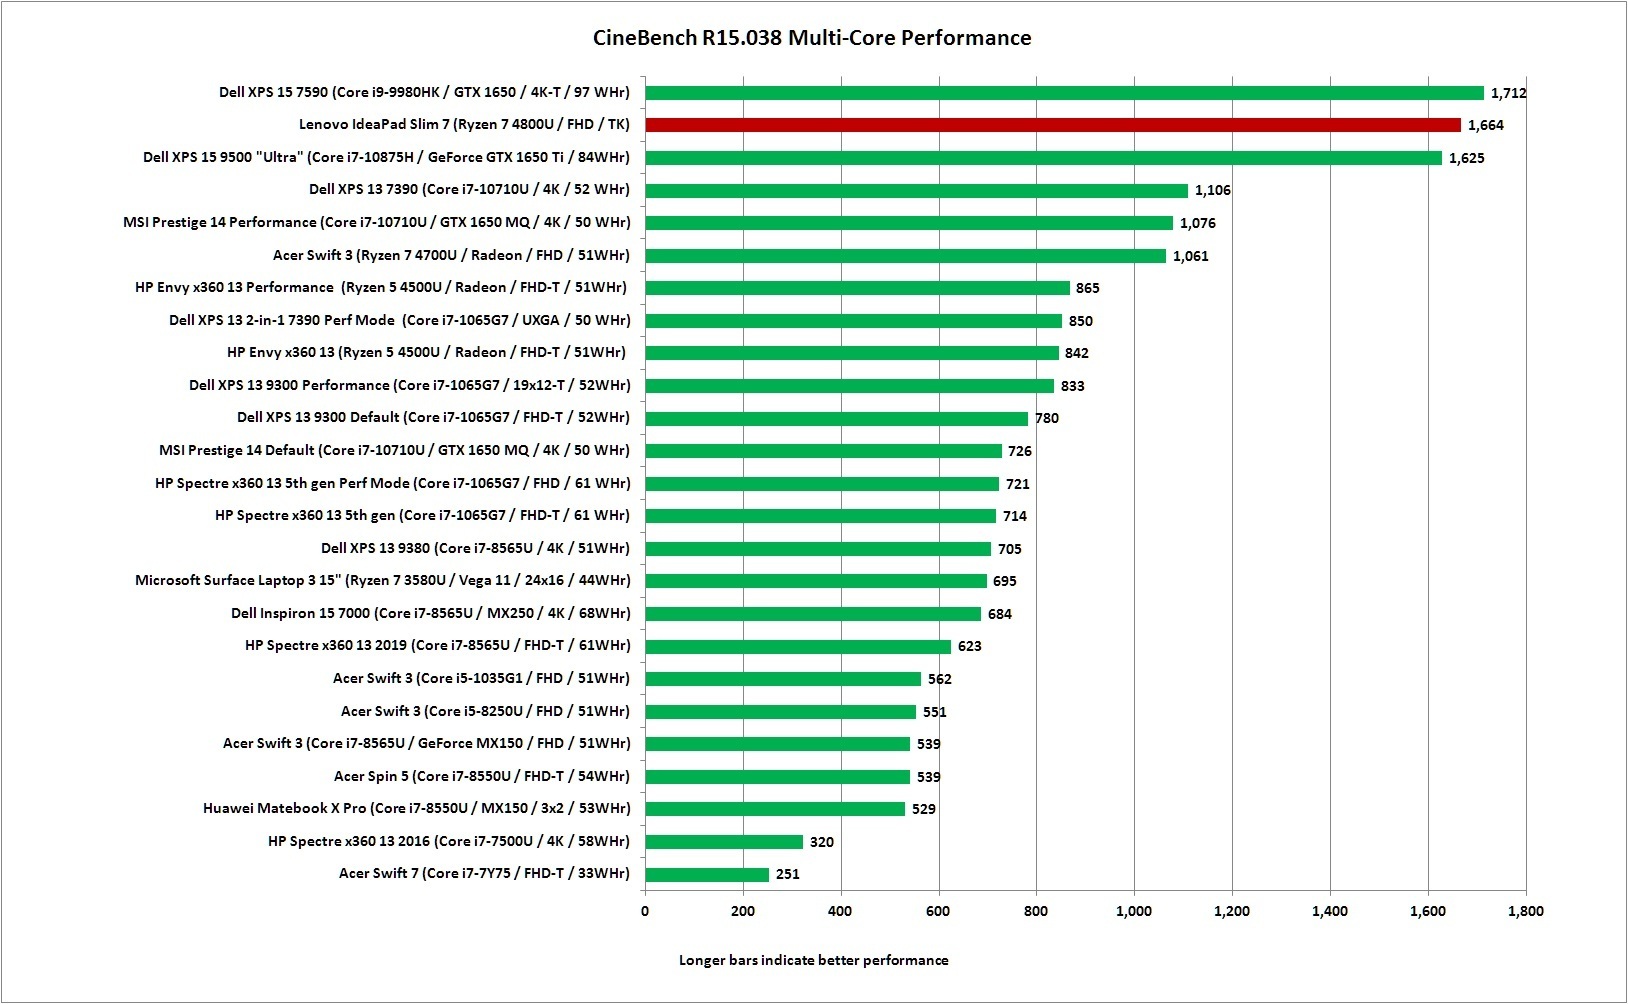 CineBench R15.038 Multi-Core Performance
Dell XPS 15 7590 (Core i9-9980HK / GTX 1650 / 4K-T / 97 WHr) 1,712
Lenovo IdeaPad Slim 7 (Ryzen 7 4800U / FHD / TK) 1,664
Dell XPS 15 9500 "Ultra" (Core i7-10875H / GeForce GTX 1650 Ti / 84WHr) 1,625
Dell XPS 13 7390 (Core i7-10710U / 4K / 52 WHr) 1,106
MSI Prestige 14 Performance (Core i7-10710U / GTX 1650 MQ / 4K / 50 WHr) 1,076
Acer Swift 3 (Ryzen 7 4700U / Radeon / FHD / 51WHr) 1,061
HP Envy x360 13 Performance (Ryzen 5 4500U / Radeon / FHD-T / 51WHr) 865
Dell XPS 13 2-in-1 7390 Perf Mode (Core i7-1065G7 / UXGA / 50 WHr) 850
HP Envy x360 13 (Ryzen 5 4500U / Radeon / FHD-T / 51WHr) 842
Dell XPS 13 9300 Performance (Core i7-1065G7 / 19x12-T / 52WHr) 833
Dell XPS 13 9300 Default (Core i7-1065G7 / FHD-T / 52WHr) 780
MSI Prestige 14 Default (Core i7-10710U / GTX 1650 MQ / 4K / 50 WHr) 726
HP Spectre x360 13 5th gen Perf Mode (Core i7-1065G7 / FHD / 61 WHr) 721
HP Spectre x360 13 5th gen (Core i7-1065G7 / FHD-T / 61 WHr) 714
Dell XPS 13 9380 (Core i7-8565U / 4K / 51WHr) 705
Microsoft Surface Laptop 3 15" (Ryzen 7 3580U / Vega 11 / 24x16 / 44WHr) 695
Dell Inspiron 15 7000 (Core i7-8565U / MX250 / 4K / 68WHr) 684
HP Spectre x360 13 2019 (Core i7-8565U / FHD-T / 61WHr) 623
Acer Swift 3 (Core i5-1035G1 / FHD / 51WHr) 562
Acer Swift 3 (Core i5-8250U / FHD / 51WHr) 551
Acer Swift 3 (Core i7-8565U / GeForce MX150 / FHD / 51WHr) 539
Acer Spin 5 (Core i7-8550U / FHD-T / 54WHr) 539
Huawei Matebook X Pro (Core i7-8550U / MX150 / 3x2 / 53WHr) 529
HP Spectre x360 13 2016 (Core i7-7500U / 4K / 58WHr) 320
Acer Swift 7 (Core i7-7Y75 / FHD-T / 33WHr) 251
0 200 400 600 800 1,000 1,200 1,400 1,600 1,800
Longer bars indicate better performance